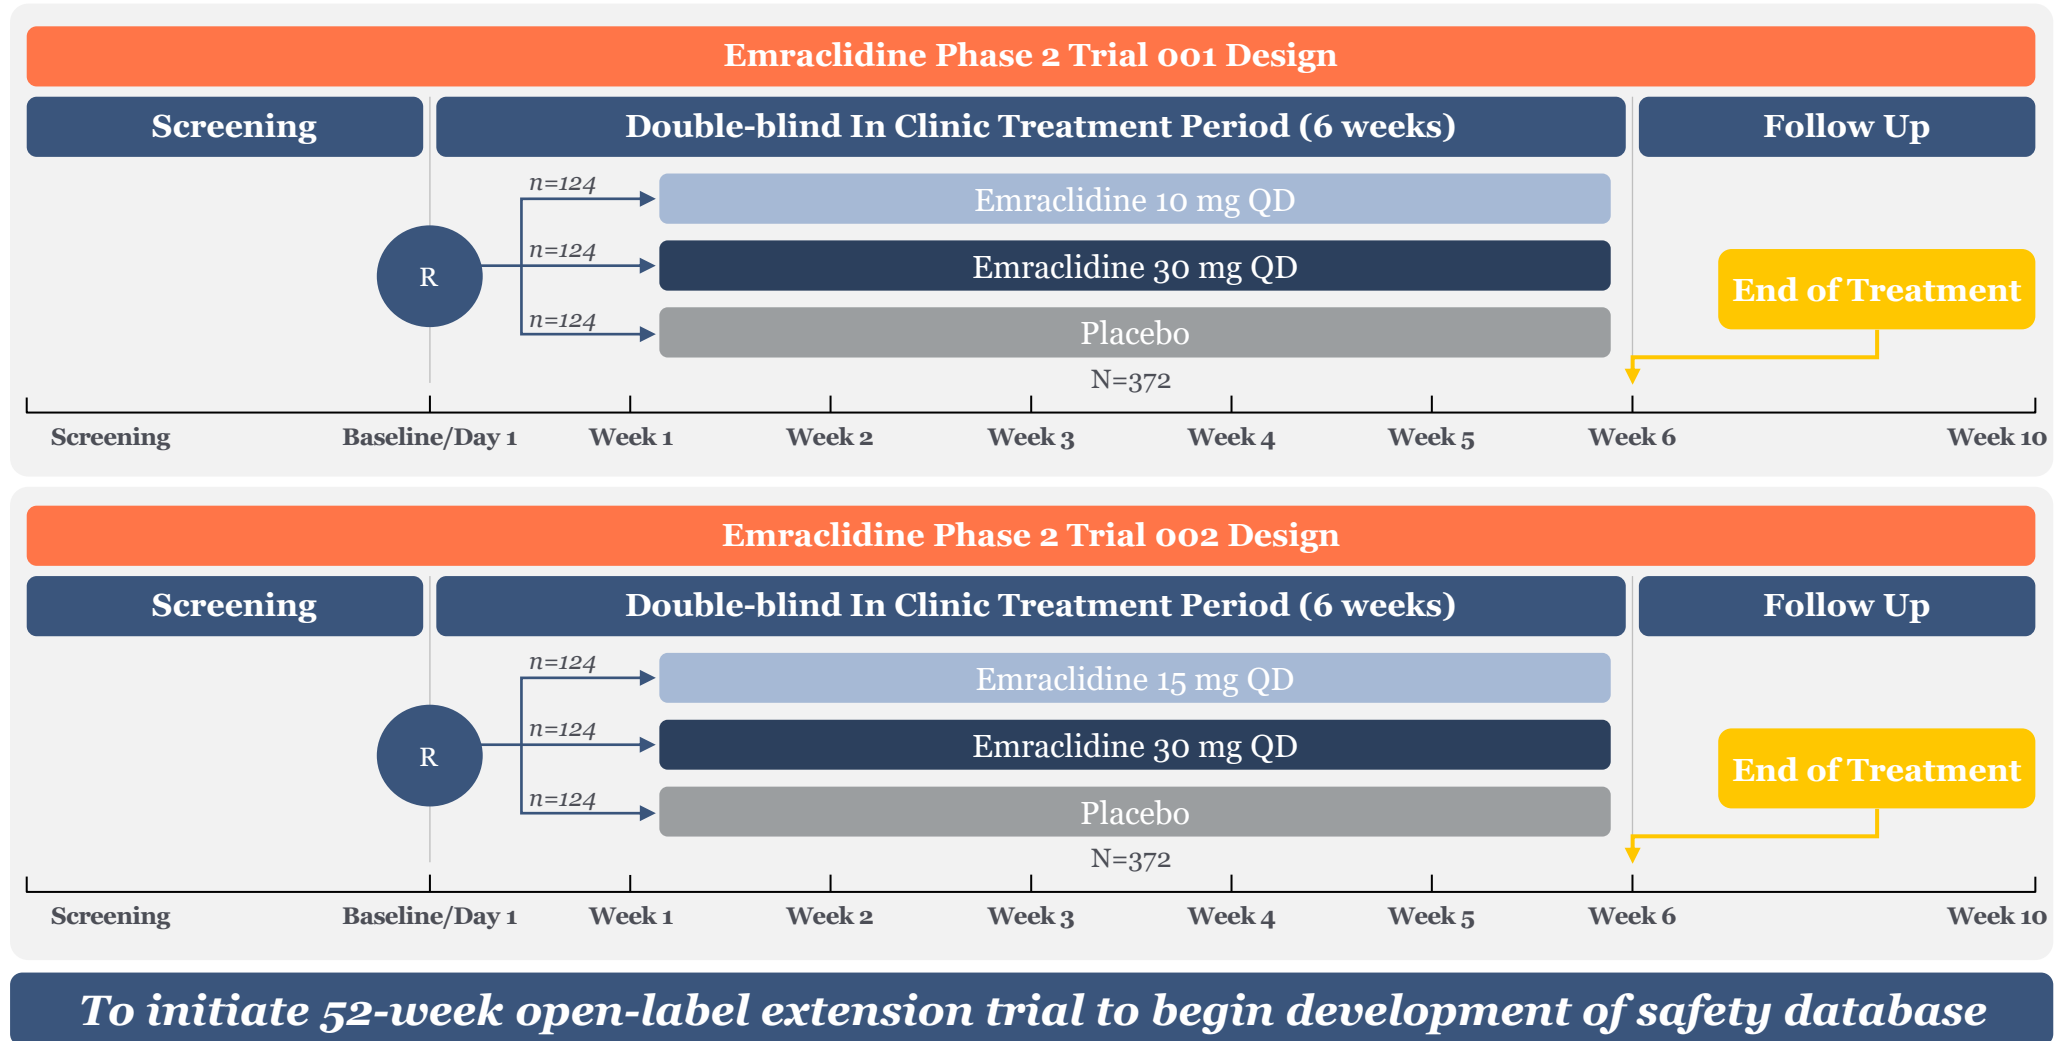 Emraclidine Phase 2 Trial 001 Design
Screening
Double-blind In Clinic Treatment Period (6 weeks)
Follow Up
R
n=124
Emraclidine 10 mg QD
n=124
Emraclidine 30 mg QD
n=124
Placebo
N=372
End of Treatment
Screening
Baseline/Day 1
Week 1
Week 2
Week 3
Week 4
Week 5
Week 6
Week 10
Emraclidine Phase 2 Trial 002 Design
Screening
Double-blind In Clinic Treatment Period (6 weeks)
Follow Up
R
n=124
Emraclidine 15 mg QD
n=124
Emraclidine 30 mg QD
n=124
Placebo
N=372
End of Treatment
Screening
Baseline/Day 1
Week 1
Week 2
Week 3
Week 4
Week 5
Week 6
Week 10
To initiate 52-week open-label extension trial to begin development of safety database